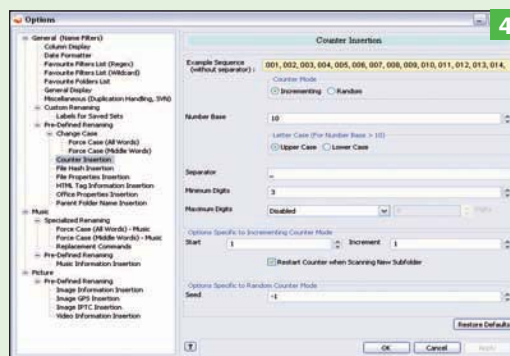 Options
4
General (Name Filters)
Column Display
Date Formatter
Favourite Filters List (Regex)
Favourite Filters List (Wildcard)
Favourite Folders List
General Display
Miscellaneous (Duplication Handling, SVN)
Custom Renaming
Labels for Saved Sets
Pre-Defined Renaming
Change Case
Force Case (All Words)
Force Case (Middle Words)
Counter Insertion
File Hash Insertion
File Properties Insertion
HTML Tag Information Insertion
Office Properties Insertion
Parent Folder Name Insertion
Music
Specialized Renaming
Force Case (All Words) - Music
Force Case (Middle Words) - Music
Replacement Commands
Pre-Defined Renaming
Music Information Insertion
Picture
Pre-Defined Renaming
Image Information Insertion
Image GPS Insertion
Image IPTC Insertion
Video Information Insertion
Counter Insertion
Example Sequence
(without separator) :
001, 002, 003, 004, 005, 006, 007, 008, 009, 010, 011, 012, 013, 014,
Counter Mode
Incrementing Random
Number Base 10
Letter Case (For Number Base > 10)
Upper Case Lower Case
Separator _
Minimum Digits 3
Maximum Digits Disabled
Options Specific to Incrementing Counter Mode
Start 1 Increment 1
Restart Counter when Scanning New Subfolder
Options Specific to Random Counter Mode
Seed -1
Restore Defaults
? OK Cancel Apply